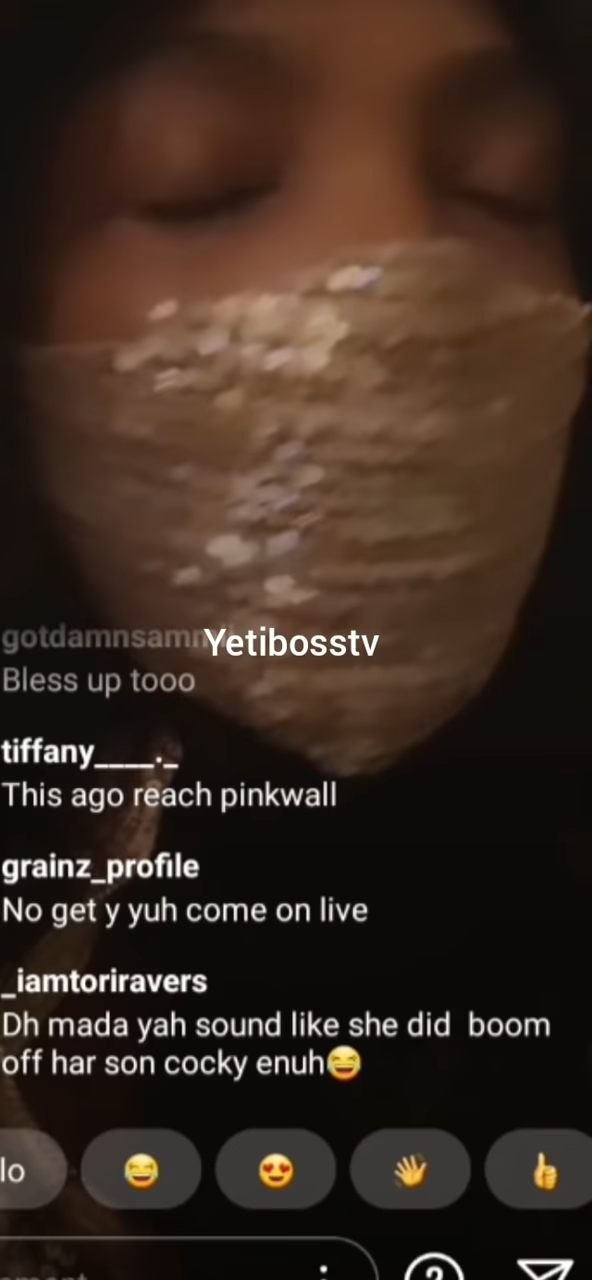 Yetibosstv
Bless up tooo
tiffany____._
This ago reach pinkwall
grainz_profile
No get y yuh come on live
_iamtoriravers
Dh mada yah sound like she did boom
off har son cocky enuh😂
lo